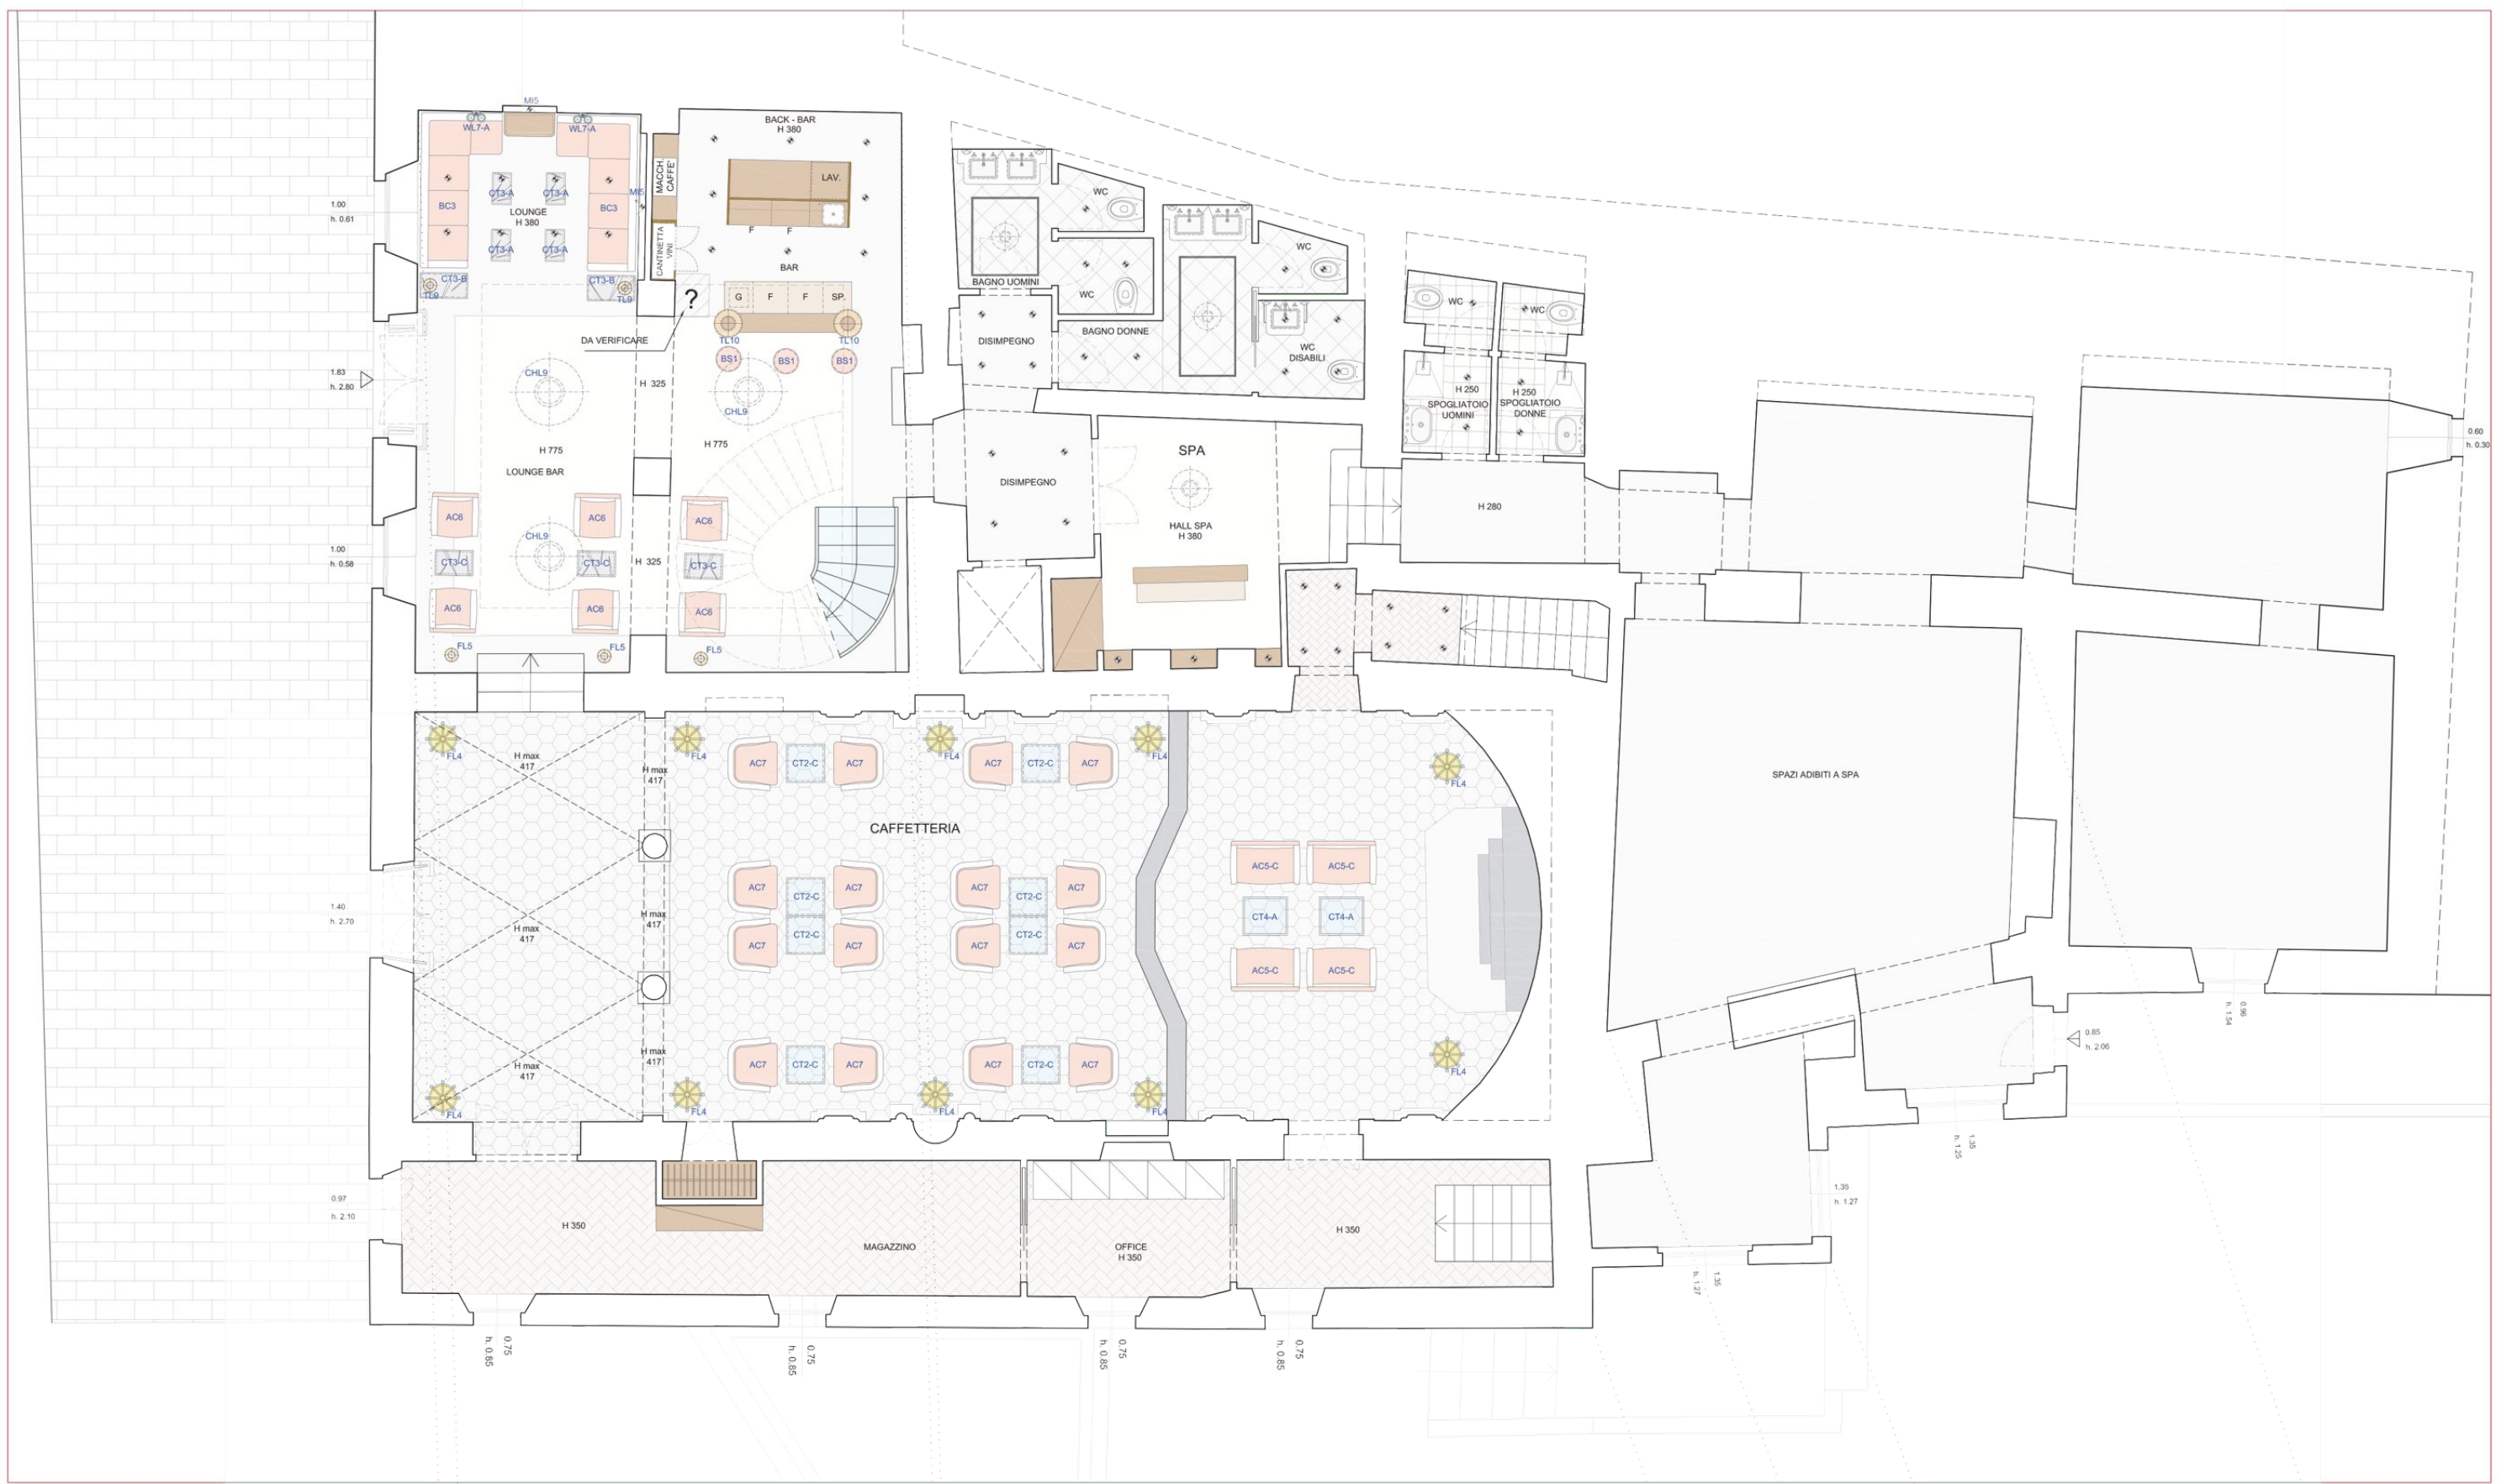 MI5
WL7-A
WL7-A
BACK - BAR
H 380
MACCH.
CAFFE'
LAV.
CT3-A
CT3-A
MI5
BC3
BC3
LOUNGE
H 380
WC
1.00
h. 0.61
F
F
CT3-A
CT3-A
CANTINETTA
VINI
WC
BAR
CT3-B
CT3-B
TL9
TL9
BAGNO UOMINI
WC
?
G
F
F
SP.
WC
WC
DA VERIFICARE
TL10
TL10
DISIMPEGNO
BAGNO DONNE
WC
DISABILI
BS1
BS1
BS1
1.83
h. 2.80
CHL9
H 325
CHL9
H 250
SPOGLIATOIO
UOMINI
H 250
SPOGLIATOIO
DONNE
0.60
h. 0.30
H 775
H 775
LOUNGE BAR
SPA
DISIMPEGNO
H 280
AC6
AC6
AC6
CHL9
HALL SPA
H 380
1.00
h. 0.58
CT3-C
CT3-C
H 325
CT3-C
AC6
AC6
AC6
FL5
FL5
FL5
FL4
H max
417
FL4
H max
417
AC7
CT2-C
AC7
FL4
AC7
CT2-C
AC7
FL4
FL4
SPAZI ADIBITI A SPA
CAFFETTERIA
AC7
CT2-C
AC7
AC7
CT2-C
AC7
AC5-C
AC5-C
1.40
h. 2.70
H max
417
H max
417
CT4-A
CT4-A
AC7
CT2-C
AC7
AC7
CT2-C
AC7
AC5-C
AC5-C
0.96
h. 1.54
0.85
h. 2.06
H max
417
H max
417
AC7
CT2-C
AC7
AC7
CT2-C
AC7
FL4
FL4
FL4
FL4
FL4
1.35
h. 1.25
0.97
h. 2.10
H 350
MAGAZZINO
OFFICE
H 350
H 350
1.35
h. 1.27
1.35
h. 1.27
0.75
h. 0.85
0.75
h. 0.85
0.75
h. 0.85
0.75
h. 0.85